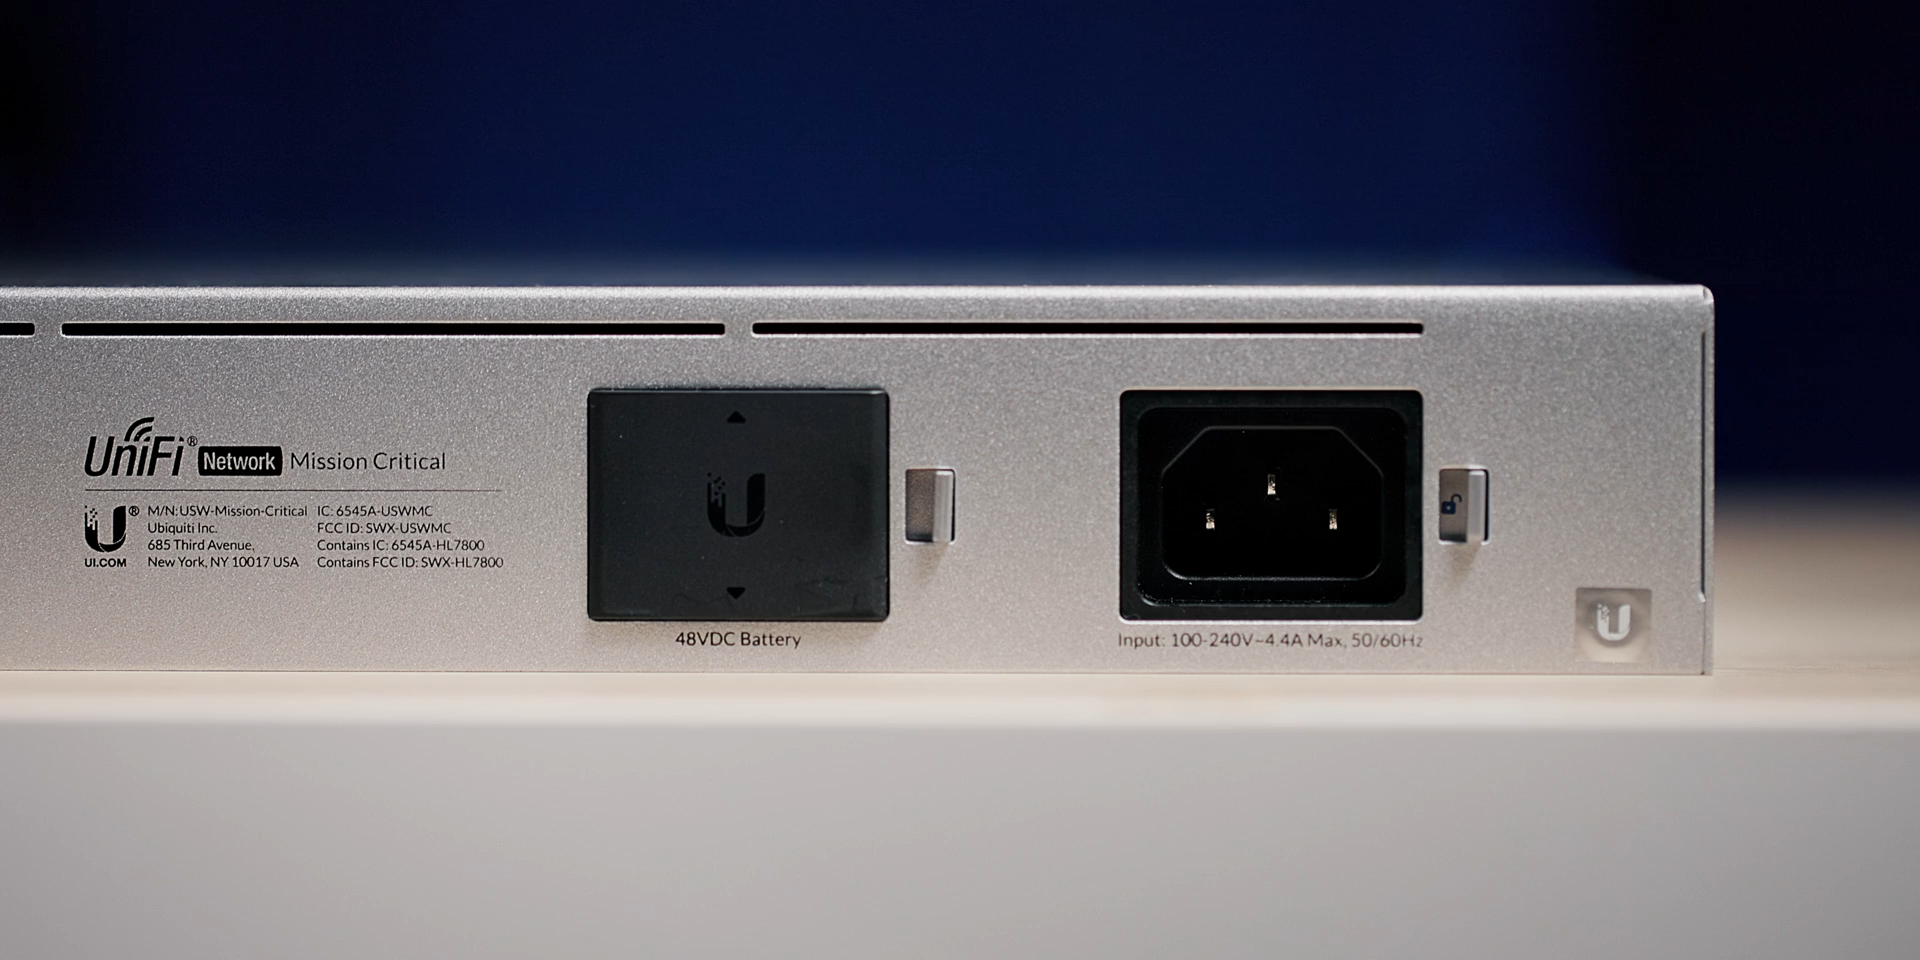 UniFi® Network Mission Critical
M/N: USW-Mission-Critical IC: 6545A-USWMC
Ubiquiti Inc. FCC ID: SWX-USWMC
685 Third Avenue, Contains IC: 6545A-HL7800
UI.COM New York, NY 10017 USA Contains FCC ID: SWX-HL7800
48VDC Battery
Input: 100-240V~4.4A Max, 50/60Hz